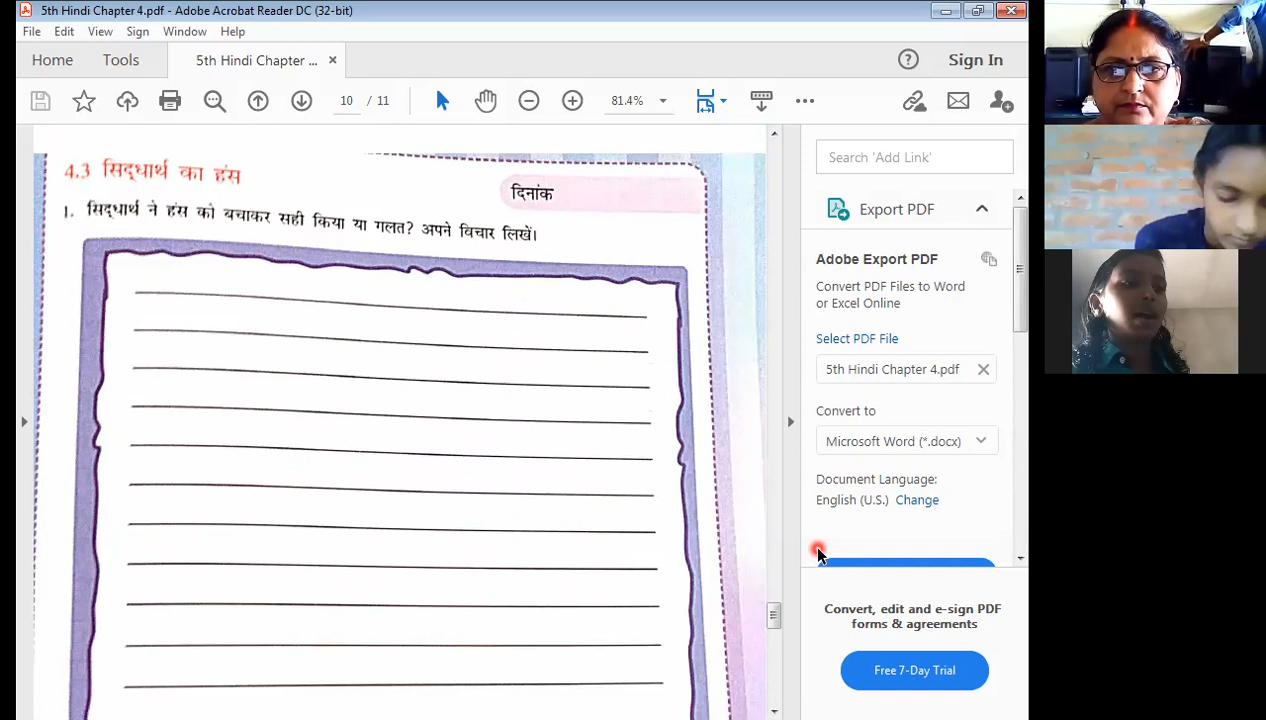 5th Hindi Chapter 4.pdf - Adobe Acrobat Reader DC (32-bit)
File Edit View Sign Window Help
Home Tools 5th Hindi Chapter ... × Sign In
10 / 11 81.4%
4.3 सिद्धार्थ का हंस
दिनांक
1. सिद्धार्थ ने हंस को बचाकर सही किया या गलत? अपने विचार लिखें।
Search 'Add Link'
Export PDF
Adobe Export PDF
Convert PDF Files to Word
or Excel Online
Select PDF File
5th Hindi Chapter 4.pdf
Convert to
Microsoft Word (*.docx)
Document Language:
English (U.S.) Change
Convert, edit and e-sign PDF
forms & agreements
Free 7-Day Trial